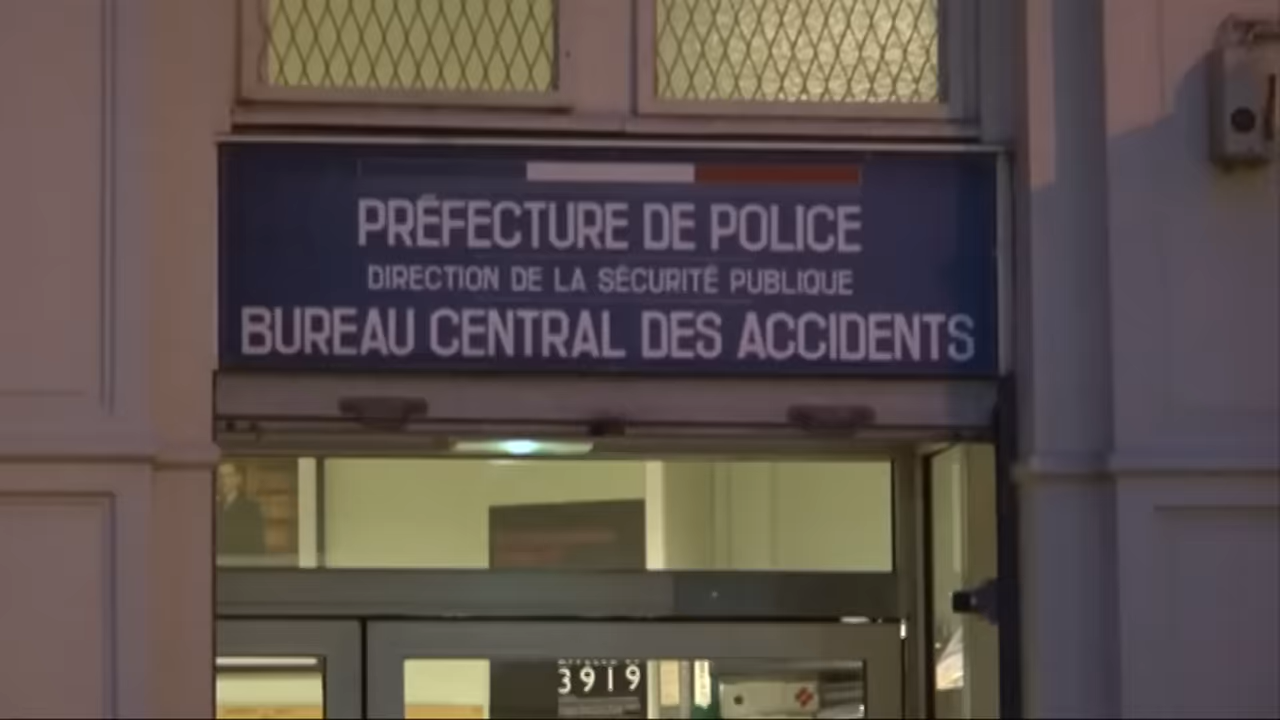 PRÉFECTURE DE POLICE
DIRECTION DE LA SÉCURITÉ PUBLIQUE
BUREAU CENTRAL DES ACCIDENTS
3919